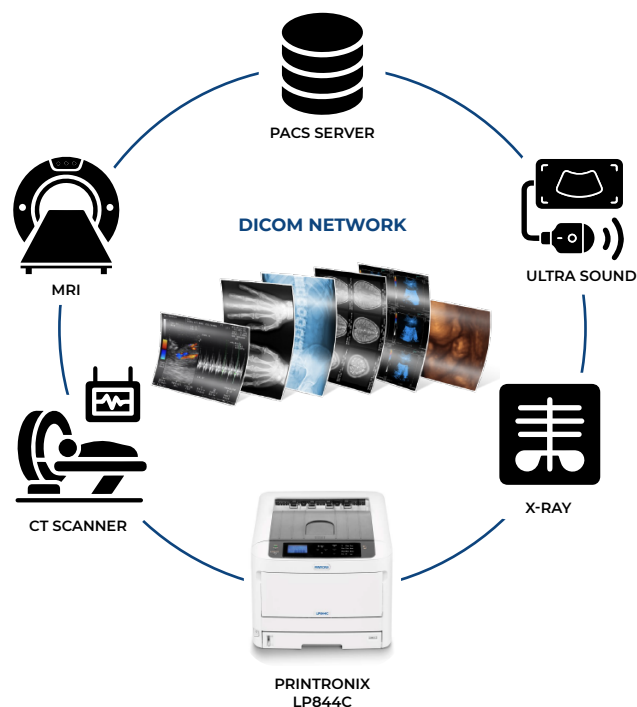 PACS SERVER
DICOM NETWORK
MRI
ULTRA SOUND
CT SCANNER
X-RAY
PRINTRONIX
LP844C